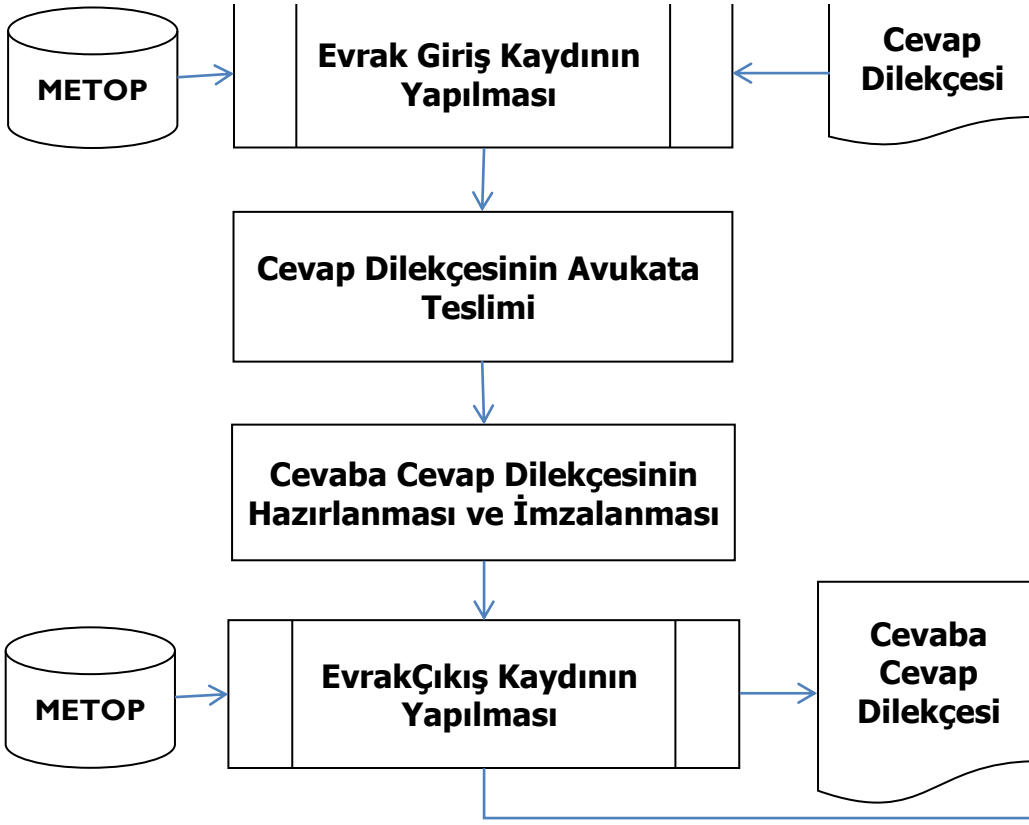 METOP
Evrak Giriş Kaydının
Yapılması
Cevap
Dilekçesi
Cevap Dilekçesinin Avukata
Teslimi
Cevaba Cevap Dilekçesinin
Hazırlanması ve İmzalanması
METOP
EvrakÇıkış Kaydının
Yapılması
Cevaba
Cevap
Dilekçesi